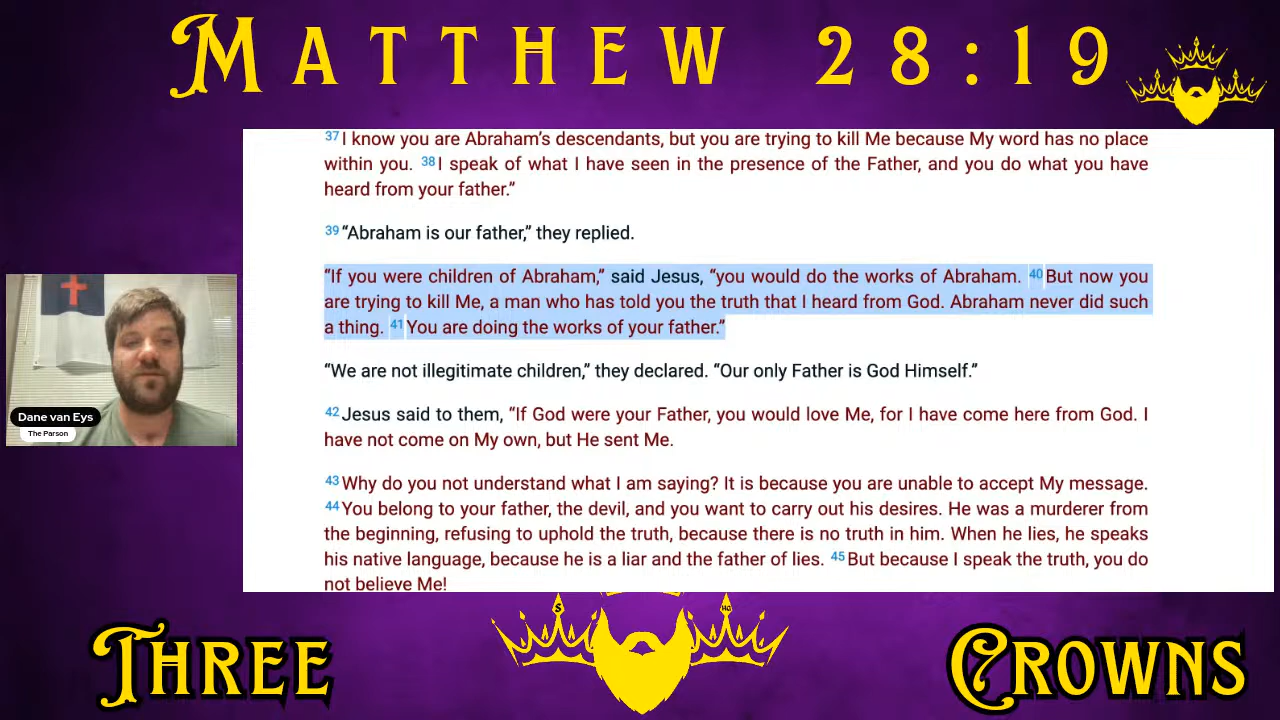 MATTHEW 28:19
37 I know you are Abraham’s descendants, but you are trying to kill Me because My word has no place
within you. 38 I speak of what I have seen in the presence of the Father, and you do what you have
heard from your father.”
39 “Abraham is our father,” they replied.
“If you were children of Abraham,” said Jesus, “you would do the works of Abraham. 40 But now you
are trying to kill Me, a man who has told you the truth that I heard from God. Abraham never did such
a thing. 41 You are doing the works of your father.”
“We are not illegitimate children,” they declared. “Our only Father is God Himself.”
42 Jesus said to them, “If God were your Father, you would love Me, for I have come here from God. I
have not come on My own, but He sent Me.
43 Why do you not understand what I am saying? It is because you are unable to accept My message.
44 You belong to your father, the devil, and you want to carry out his desires. He was a murderer from
the beginning, refusing to uphold the truth, because there is no truth in him. When he lies, he speaks
his native language, because he is a liar and the father of lies. 45 But because I speak the truth, you do
not believe Me!
Dane van Eys
The Parson
S
HG
THREE
CROWNS